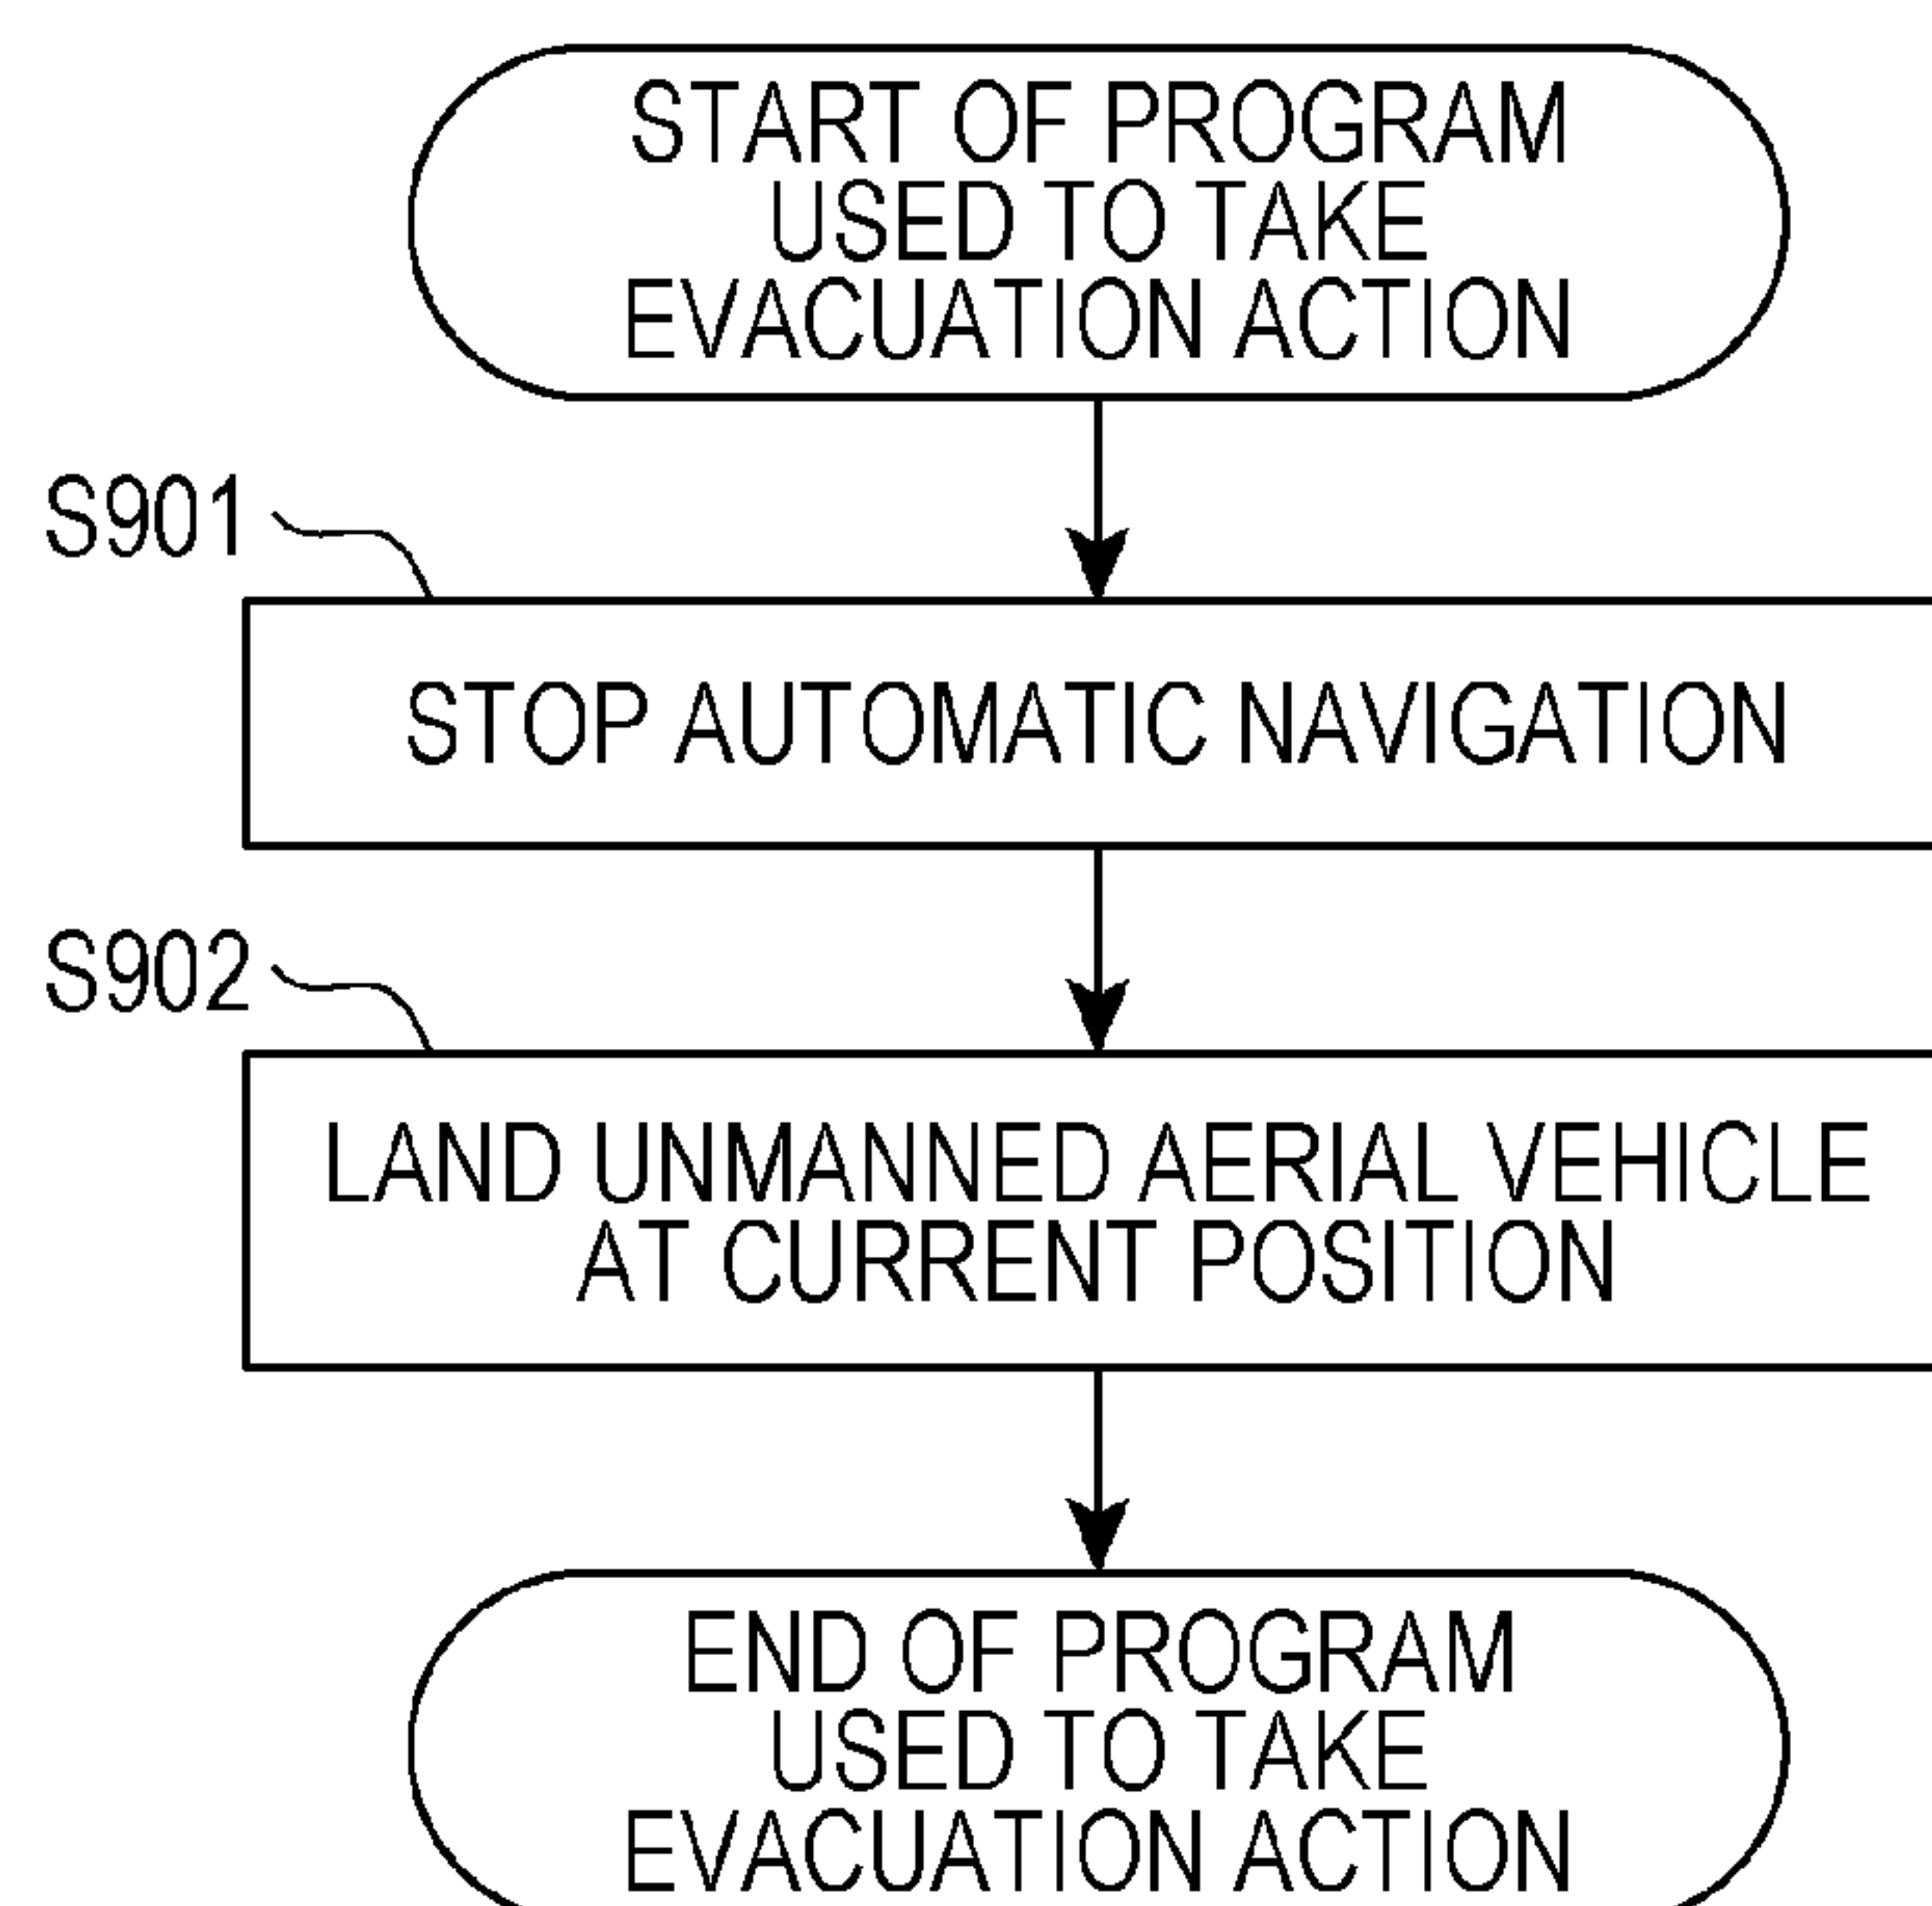 START OF PROGRAM
USED TO TAKE
EVACUATION ACTION
S901
STOP AUTOMATIC NAVIGATION
S902
LAND UNMANNED AERIAL VEHICLE
AT CURRENT POSITION
END OF PROGRAM
USED TO TAKE
EVACUATION ACTION